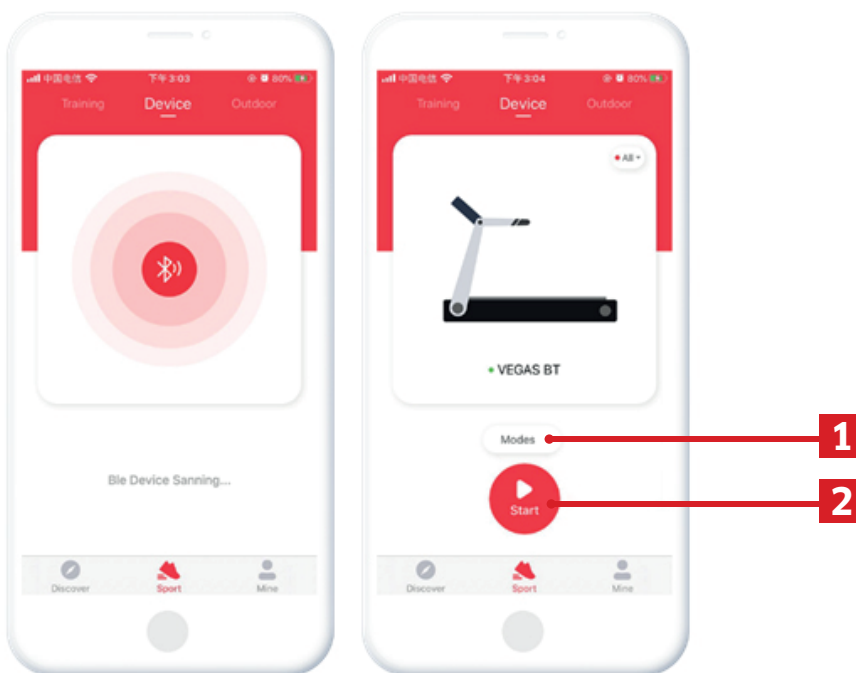 中国电信 下午3:03 80%
Training Device Outdoor
Ble Device Sanning...
Discover Sport Mine
中国电信 下午3:04 80%
Training Device Outdoor
All
VEGAS BT
Modes
Start
Discover Sport Mine
1
2